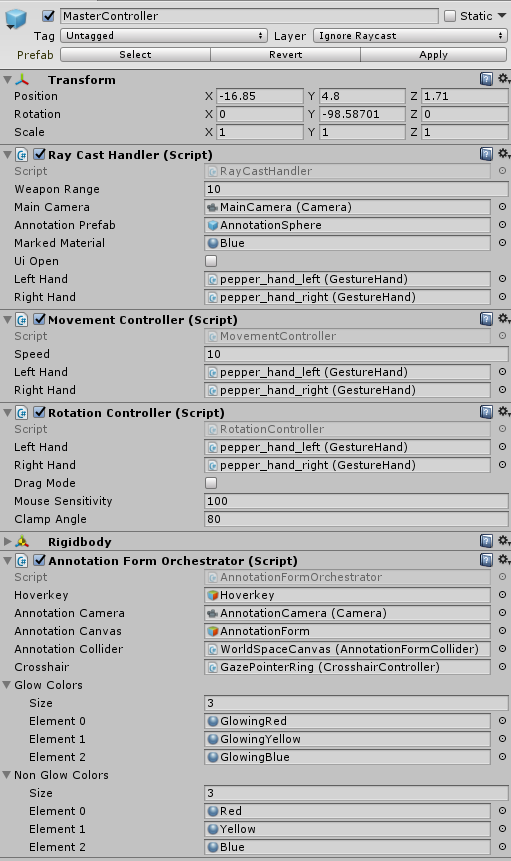 MasterController Static
Tag Untagged Layer Ignore Raycast
Prefab Select Revert Apply
Transform
Position X -16.85 Y 4.8 Z 1.71
Rotation X 0 Y -98.58701 Z 0
Scale X 1 Y 1 Z 1
Ray Cast Handler (Script)
Script RayCastHandler
Weapon Range 10
Main Camera MainCamera (Camera)
Annotation Prefab AnnotationSphere
Marked Material Blue
Ui Open
Left Hand pepper_hand_left (GestureHand)
Right Hand pepper_hand_right (GestureHand)
Movement Controller (Script)
Script MovementController
Speed 10
Left Hand pepper_hand_left (GestureHand)
Right Hand pepper_hand_right (GestureHand)
Rotation Controller (Script)
Script RotationController
Left Hand pepper_hand_left (GestureHand)
Right Hand pepper_hand_right (GestureHand)
Drag Mode
Mouse Sensitivity 100
Clamp Angle 80
Rigidbody
Annotation Form Orchestrator (Script)
Script AnnotationFormOrchestrator
Hoverkey Hoverkey
Annotation Camera AnnotationCamera (Camera)
Annotation Canvas AnnotationForm
Annotation Collider WorldSpaceCanvas (AnnotationFormCollider)
Crosshair GazePointerRing (CrosshairController)
Glow Colors
Size 3
Element 0 GlowingRed
Element 1 GlowingYellow
Element 2 GlowingBlue
Non Glow Colors
Size 3
Element 0 Red
Element 1 Yellow
Element 2 Blue